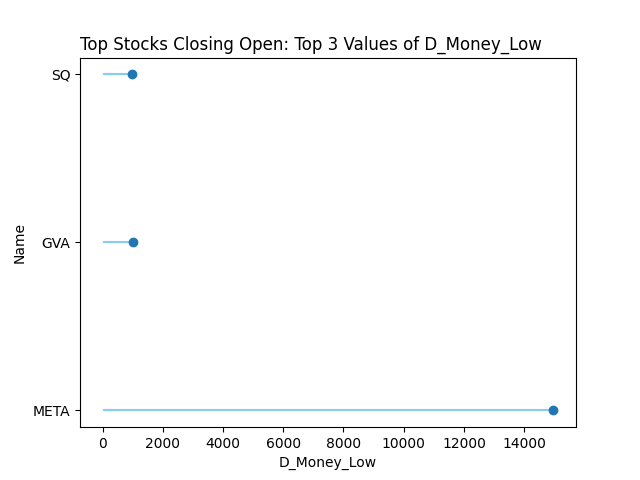 Top Stocks Closing Open: Top 3 Values of D_Money_Low
SQ
GVA
META
Name
0 2000 4000 6000 8000 10000 12000 14000
D_Money_Low